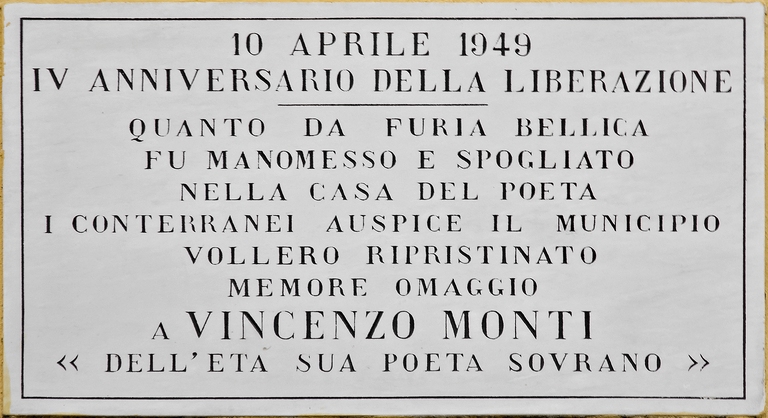 10 APRILE 1949
IV ANNIVERSARIO DELLA LIBERAZIONE
QUANTO DA FURIA BELLICA
FU MANOMESSO E SPOGLIATO
NELLA CASA DEL POETA
I CONTERRANEI AUSPICE IL MUNICIPIO
VOLLERO RIPRISTINATO
MEMORE OMAGGIO
A VINCENZO MONTI
« DELL'ETA SUA POETA SOVRANO »